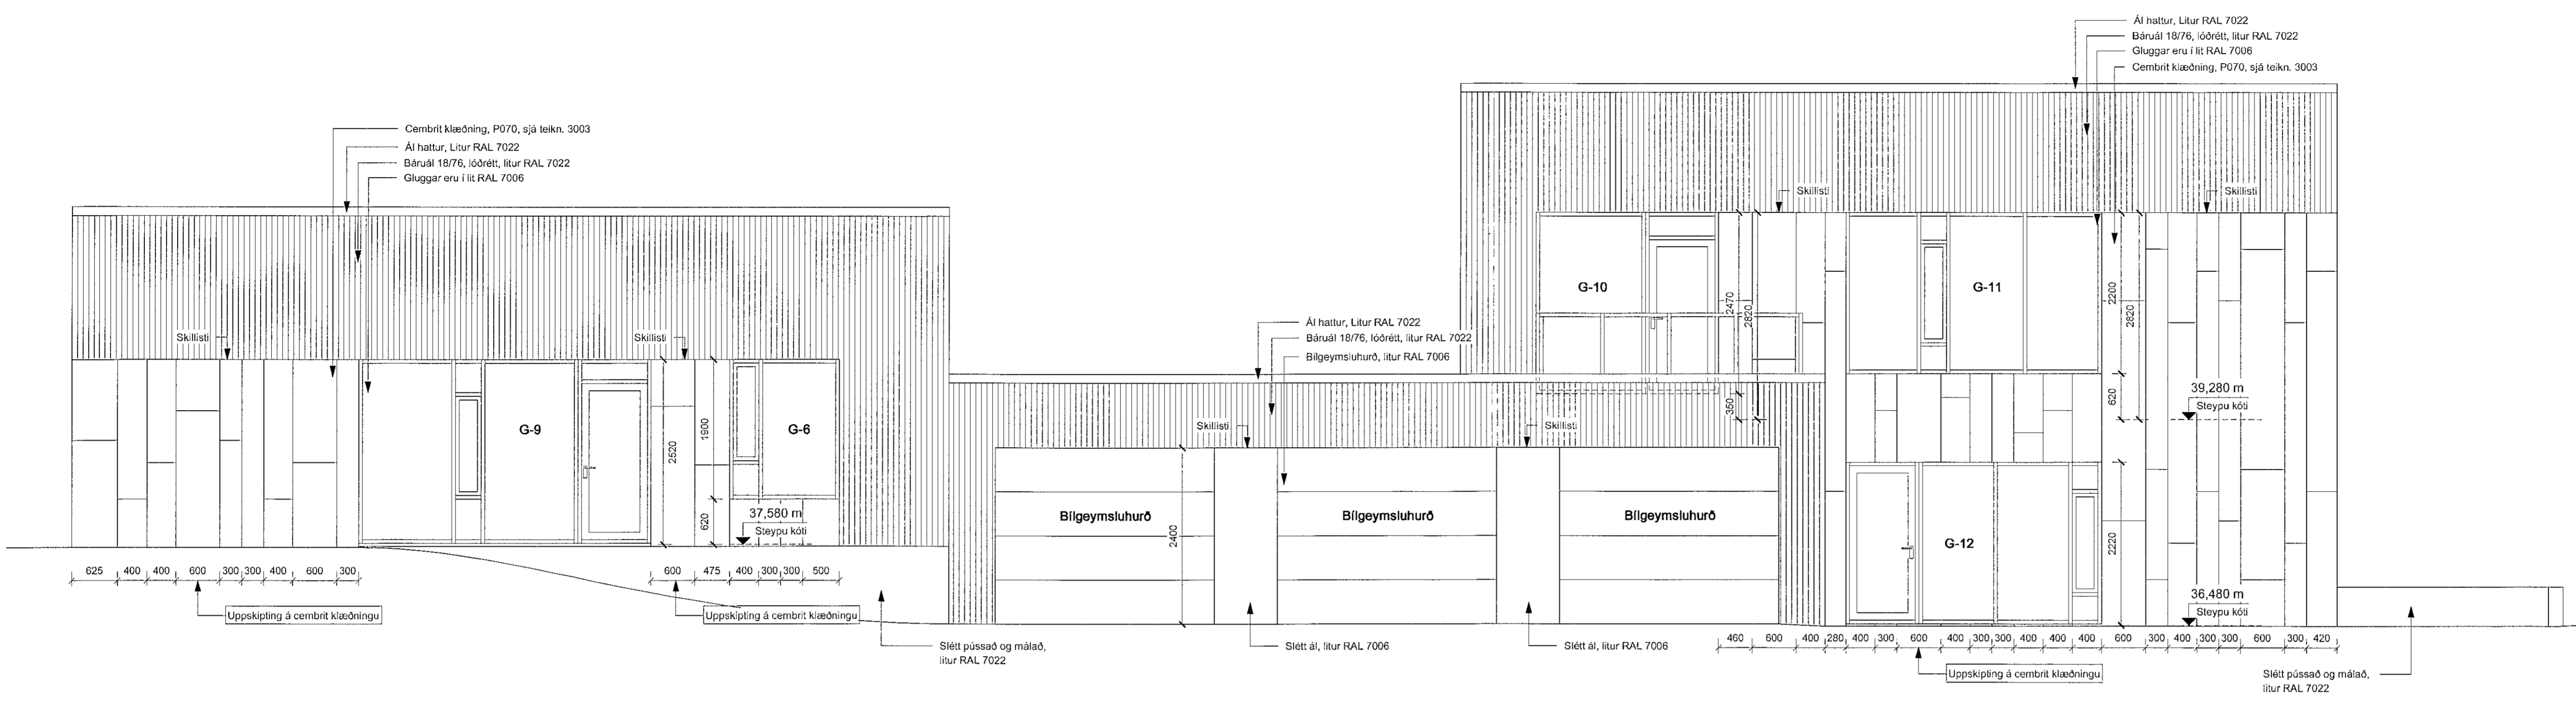 Ál hattur, Litur RAL 7022
Báruál 18/76, lóðrétt, litur RAL 7022
Gluggar eru í lit RAL 7006
Cembrit klæðning, P070, sjá teikn. 3003
Cembrit klæðning, P070, sjá teikn. 3003
Ál hattur, Litur RAL 7022
Báruál 18/76, lóðrétt, litur RAL 7022
Gluggar eru í lit RAL 7006
Skillisti
Skillisti
G-10
G-11
2470
2820
2200
2820
Ál hattur, Litur RAL 7022
Báruál 18/76, lóðrétt, litur RAL 7022
Bílgeymsluhurð, litur RAL 7006
Skillisti
Skillisti
39,280 m
Steypu kóti
620
350
Skillisti
Skillisti
G-9
G-6
1900
2520
620
37,580 m
Steypu kóti
Bílgeymsluhurð
Bílgeymsluhurð
Bílgeymsluhurð
2400
G-12
2220
36,480 m
Steypu kóti
625 400 400 600 300 300 400 600 300
600 475 400 300 300 500
Uppskipting á cembrit klæðningu
Uppskipting á cembrit klæðningu
460 600 400 280 400 300 600 400 300 300 400 400 400 600 300 400 300 300 600 300 420
Slétt pússað og málað,
litur RAL 7022
Slétt ál, litur RAL 7006
Slétt ál, litur RAL 7006
Uppskipting á cembrit klæðningu
Slétt pússað og málað,
litur RAL 7022